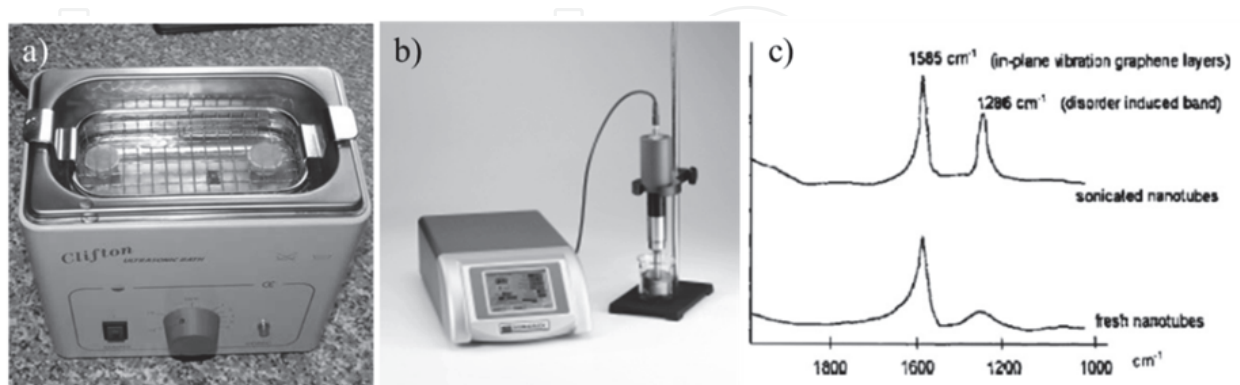 a)
Clifton
ULTRASONIC BATH
b)
c)
1585 cm⁻¹ (in-plane vibration graphene layers)
1286 cm⁻¹ (disorder induced band)
sonicated nanotubes
fresh nanotubes
1800 1600 1200 1000 cm⁻¹